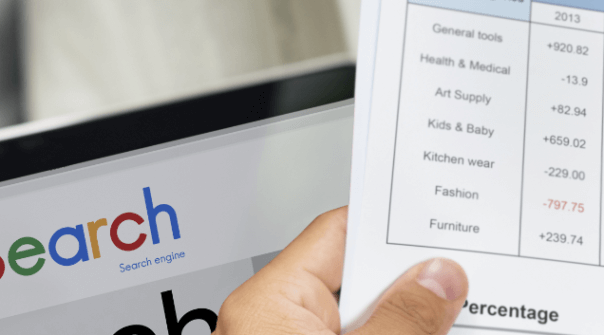 2013
General tools +920.82
Health & Medical -13.9
Art Supply +82.94
Kids & Baby +659.02
Kitchen wear -229.00
Fashion -797.75
Furniture +239.74
Percentage
earch
Search engine